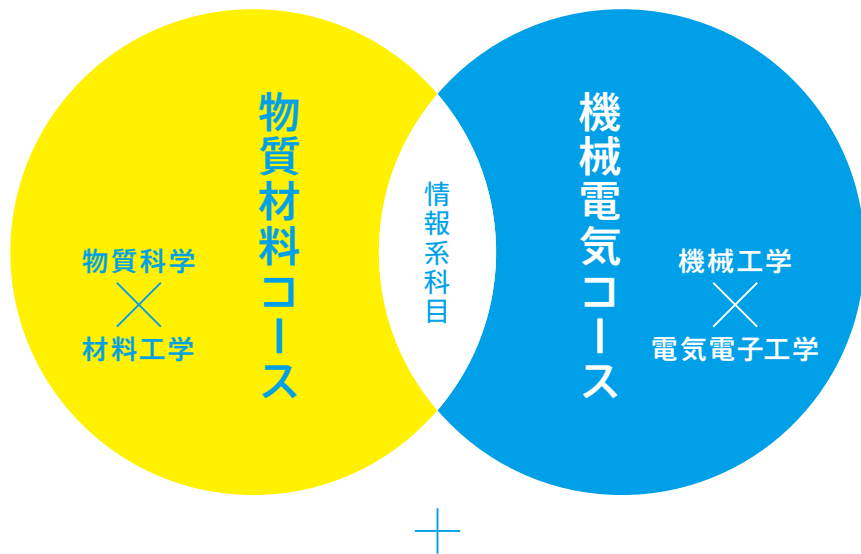 物質材料コース
物質科学
×
材料工学
情報系科目
機械電気コース
機械工学
×
電気電子工学
+